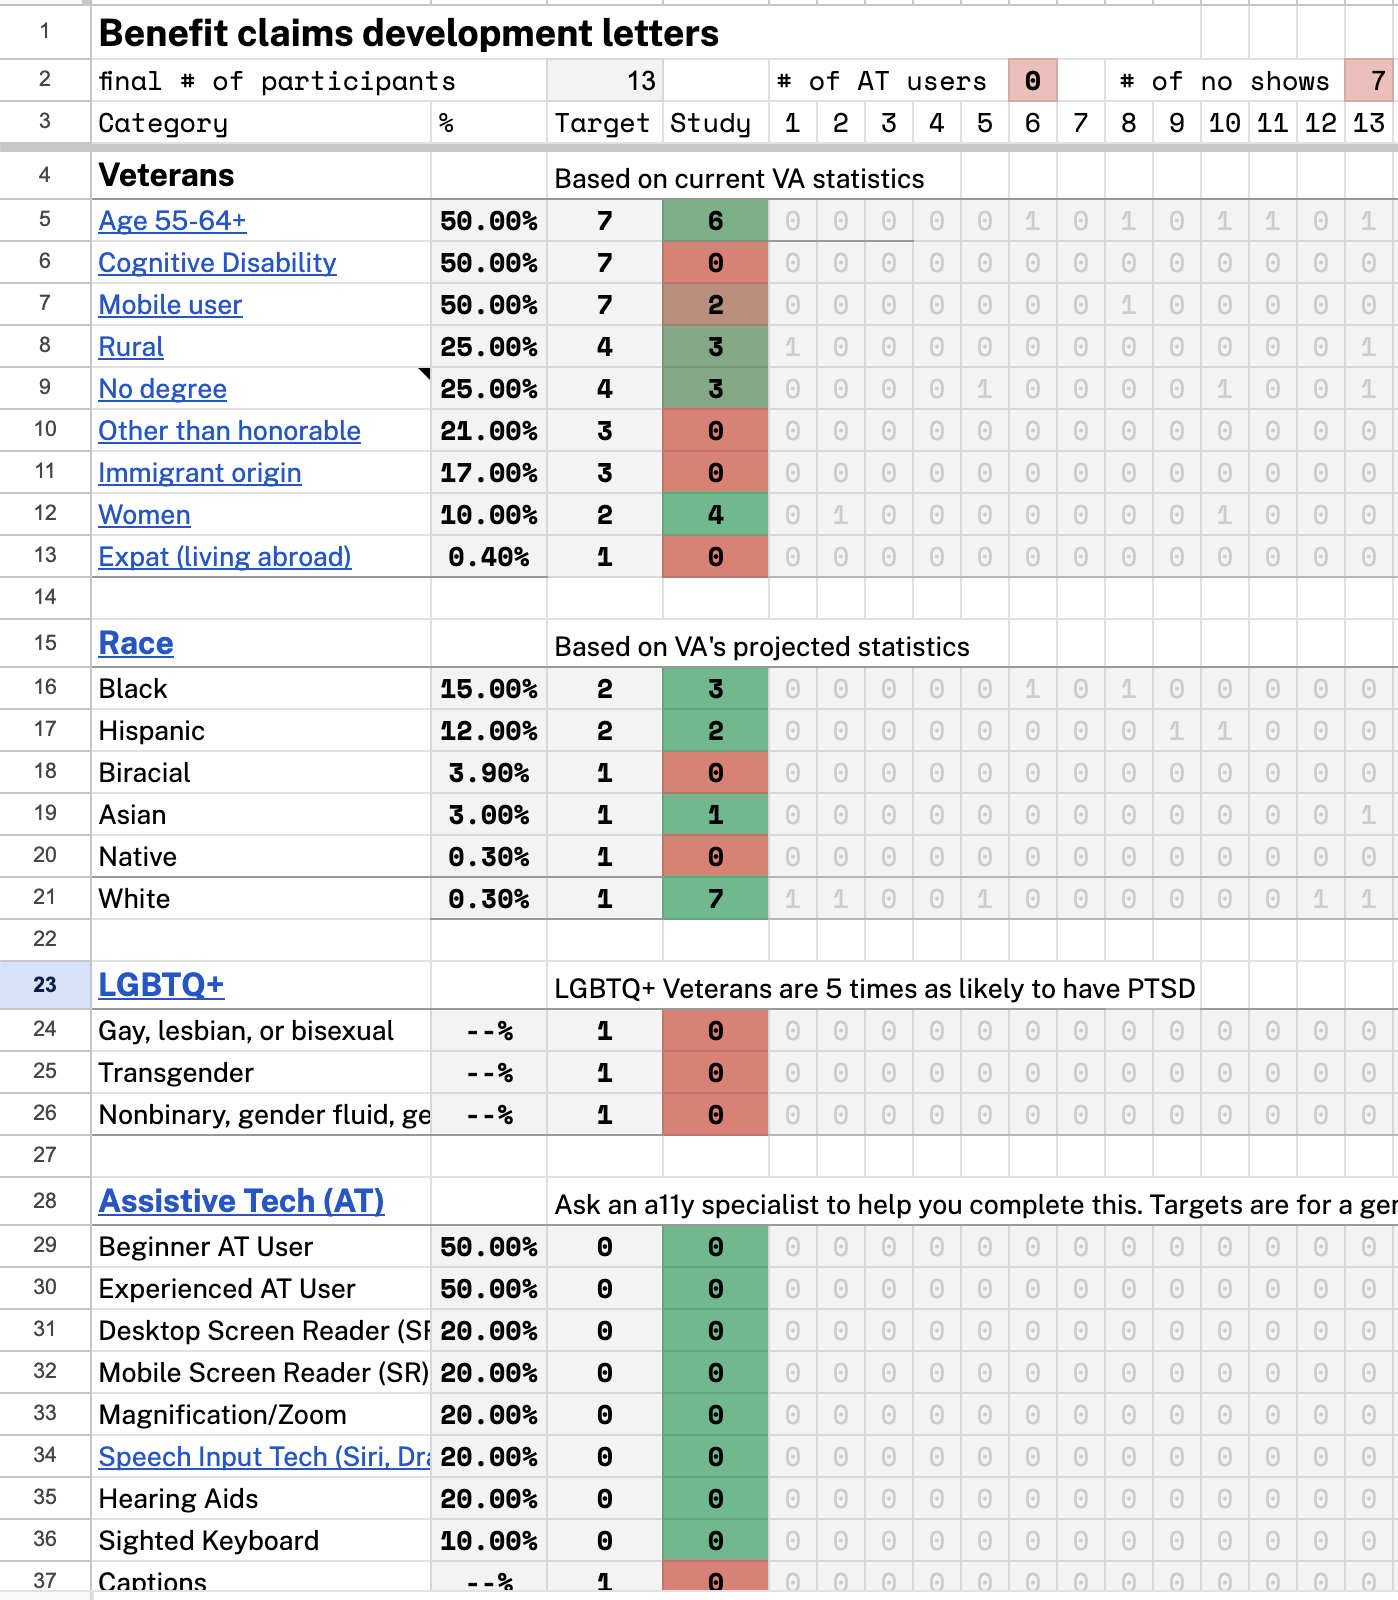 1 Benefit claims development letters
2 final # of participants 13 # of AT users 0 # of no shows 7
3 Category % Target Study 1 2 3 4 5 6 7 8 9 10 11 12 13
4 Veterans Based on current VA statistics
5 Age 55-64+ 50.00% 7 6 0 0 0 0 0 1 0 1 0 1 1 0 1
6 Cognitive Disability 50.00% 7 0 0 0 0 0 0 0 0 0 0 0 0 0 0
7 Mobile user 50.00% 7 2 0 0 0 0 0 0 0 1 0 0 0 0 0
8 Rural 25.00% 4 3 1 0 0 0 0 0 0 0 0 0 0 0 1
9 No degree 25.00% 4 3 0 0 0 0 1 0 0 0 0 1 0 0 1
10 Other than honorable 21.00% 3 0 0 0 0 0 0 0 0 0 0 0 0 0 0
11 Immigrant origin 17.00% 3 0 0 0 0 0 0 0 0 0 0 0 0 0 0
12 Women 10.00% 2 4 0 1 0 0 0 0 0 0 0 1 0 0 0
13 Expat (living abroad) 0.40% 1 0 0 0 0 0 0 0 0 0 0 0 0 0 0
14
15 Race Based on VA's projected statistics
16 Black 15.00% 2 3 0 0 0 0 0 1 0 1 0 0 0 0 0
17 Hispanic 12.00% 2 2 0 0 0 0 0 0 0 0 1 1 0 0 0
18 Biracial 3.90% 1 0 0 0 0 0 0 0 0 0 0 0 0 0 0
19 Asian 3.00% 1 1 0 0 0 0 0 0 0 0 0 0 0 0 1
20 Native 0.30% 1 0 0 0 0 0 0 0 0 0 0 0 0 0 0
21 White 0.30% 1 7 1 1 0 0 1 0 0 0 0 0 0 1 1
22
23 LGBTQ+ LGBTQ+ Veterans are 5 times as likely to have PTSD
24 Gay, lesbian, or bisexual --% 1 0 0 0 0 0 0 0 0 0 0 0 0 0 0
25 Transgender --% 1 0 0 0 0 0 0 0 0 0 0 0 0 0 0
26 Nonbinary, gender fluid, ge --% 1 0 0 0 0 0 0 0 0 0 0 0 0 0 0
27
28 Assistive Tech (AT) Ask an a11y specialist to help you complete this. Targets are for a ger
29 Beginner AT User 50.00% 0 0 0 0 0 0 0 0 0 0 0 0 0 0 0
30 Experienced AT User 50.00% 0 0 0 0 0 0 0 0 0 0 0 0 0 0 0
31 Desktop Screen Reader (SR 20.00% 0 0 0 0 0 0 0 0 0 0 0 0 0 0 0
32 Mobile Screen Reader (SR) 20.00% 0 0 0 0 0 0 0 0 0 0 0 0 0 0 0
33 Magnification/Zoom 20.00% 0 0 0 0 0 0 0 0 0 0 0 0 0 0 0
34 Speech Input Tech (Siri, Dra 20.00% 0 0 0 0 0 0 0 0 0 0 0 0 0 0 0
35 Hearing Aids 20.00% 0 0 0 0 0 0 0 0 0 0 0 0 0 0 0
36 Sighted Keyboard 10.00% 0 0 0 0 0 0 0 0 0 0 0 0 0 0 0
37 Captions --% 1 0 0 0 0 0 0 0 0 0 0 0 0 0 0